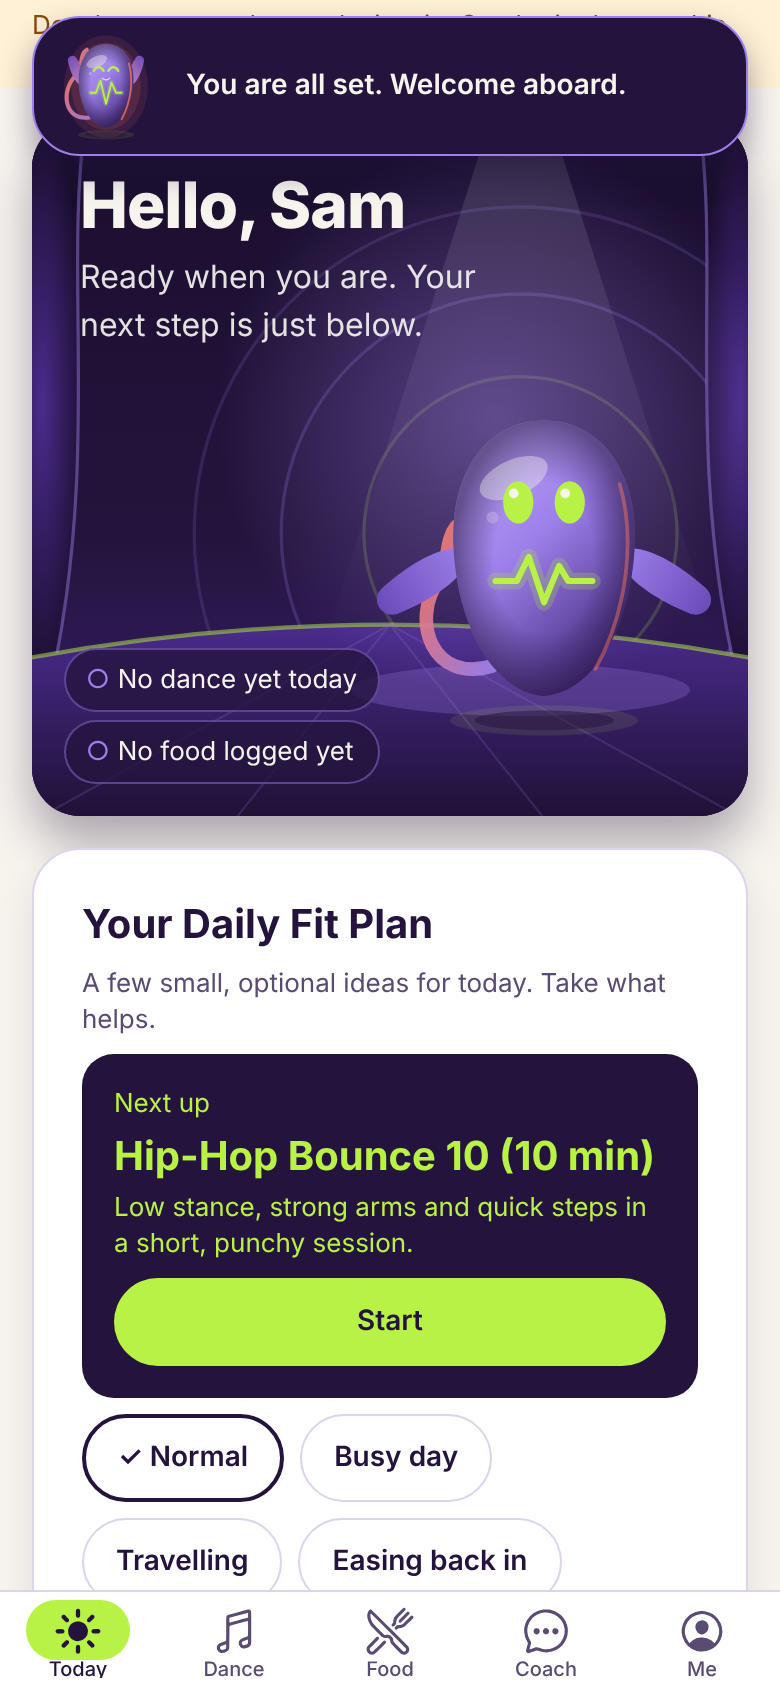 You are all set. Welcome aboard.
Hello, Sam
Ready when you are. Your
next step is just below.
No dance yet today
No food logged yet
Your Daily Fit Plan
A few small, optional ideas for today. Take what
helps.
Next up
Hip-Hop Bounce 10 (10 min)
Low stance, strong arms and quick steps in
a short, punchy session.
Start
✓ Normal
Busy day
Travelling
Easing back in
Today
Dance
Food
Coach
Me